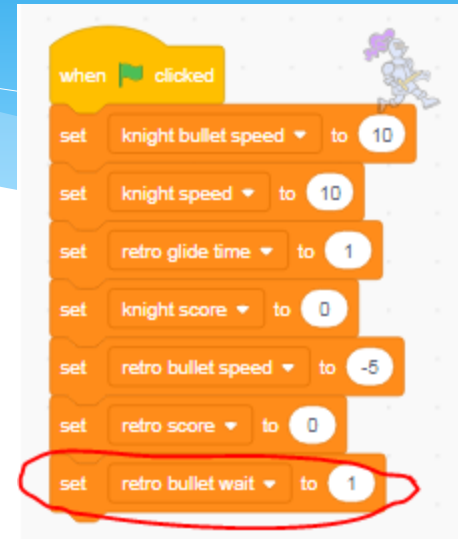 when clicked
set knight bullet speed to 10
set knight speed to 10
set retro glide time to 1
set knight score to 0
set retro bullet speed to -5
set retro score to 0
set retro bullet wait to 1